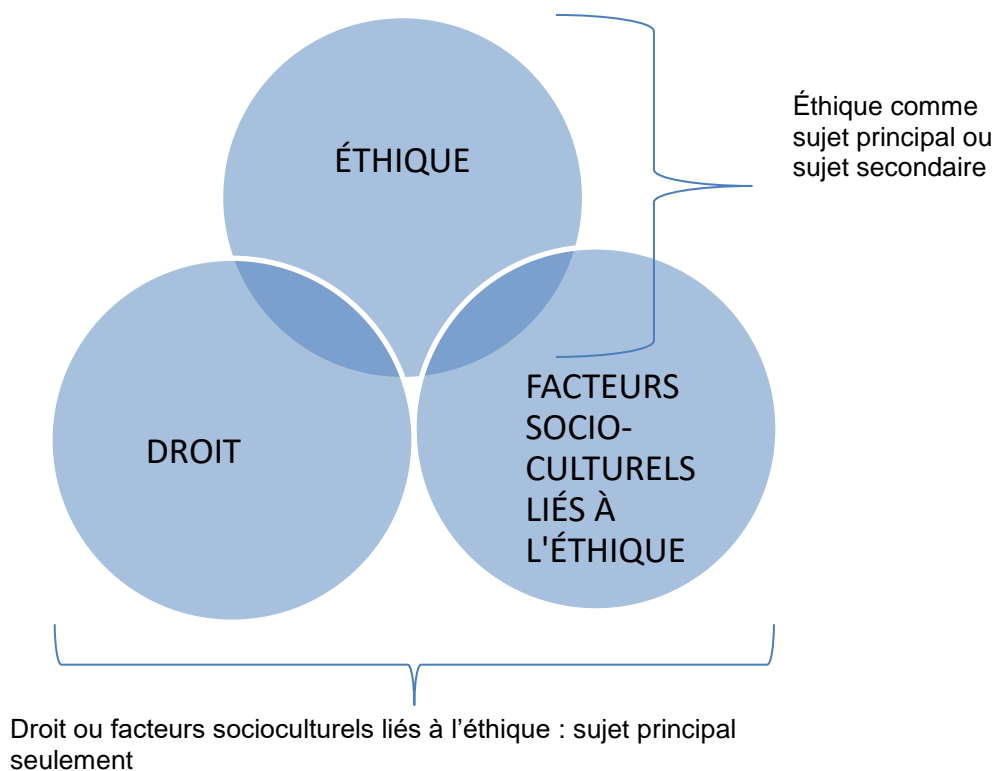 ÉTHIQUE
Éthique comme
sujet principal ou
sujet secondaire
DROIT
FACTEURS
SOCIO-
CULTURELS
LIÉS À
L'ÉTHIQUE
Droit ou facteurs socioculturels liés à l’éthique : sujet principal
seulement